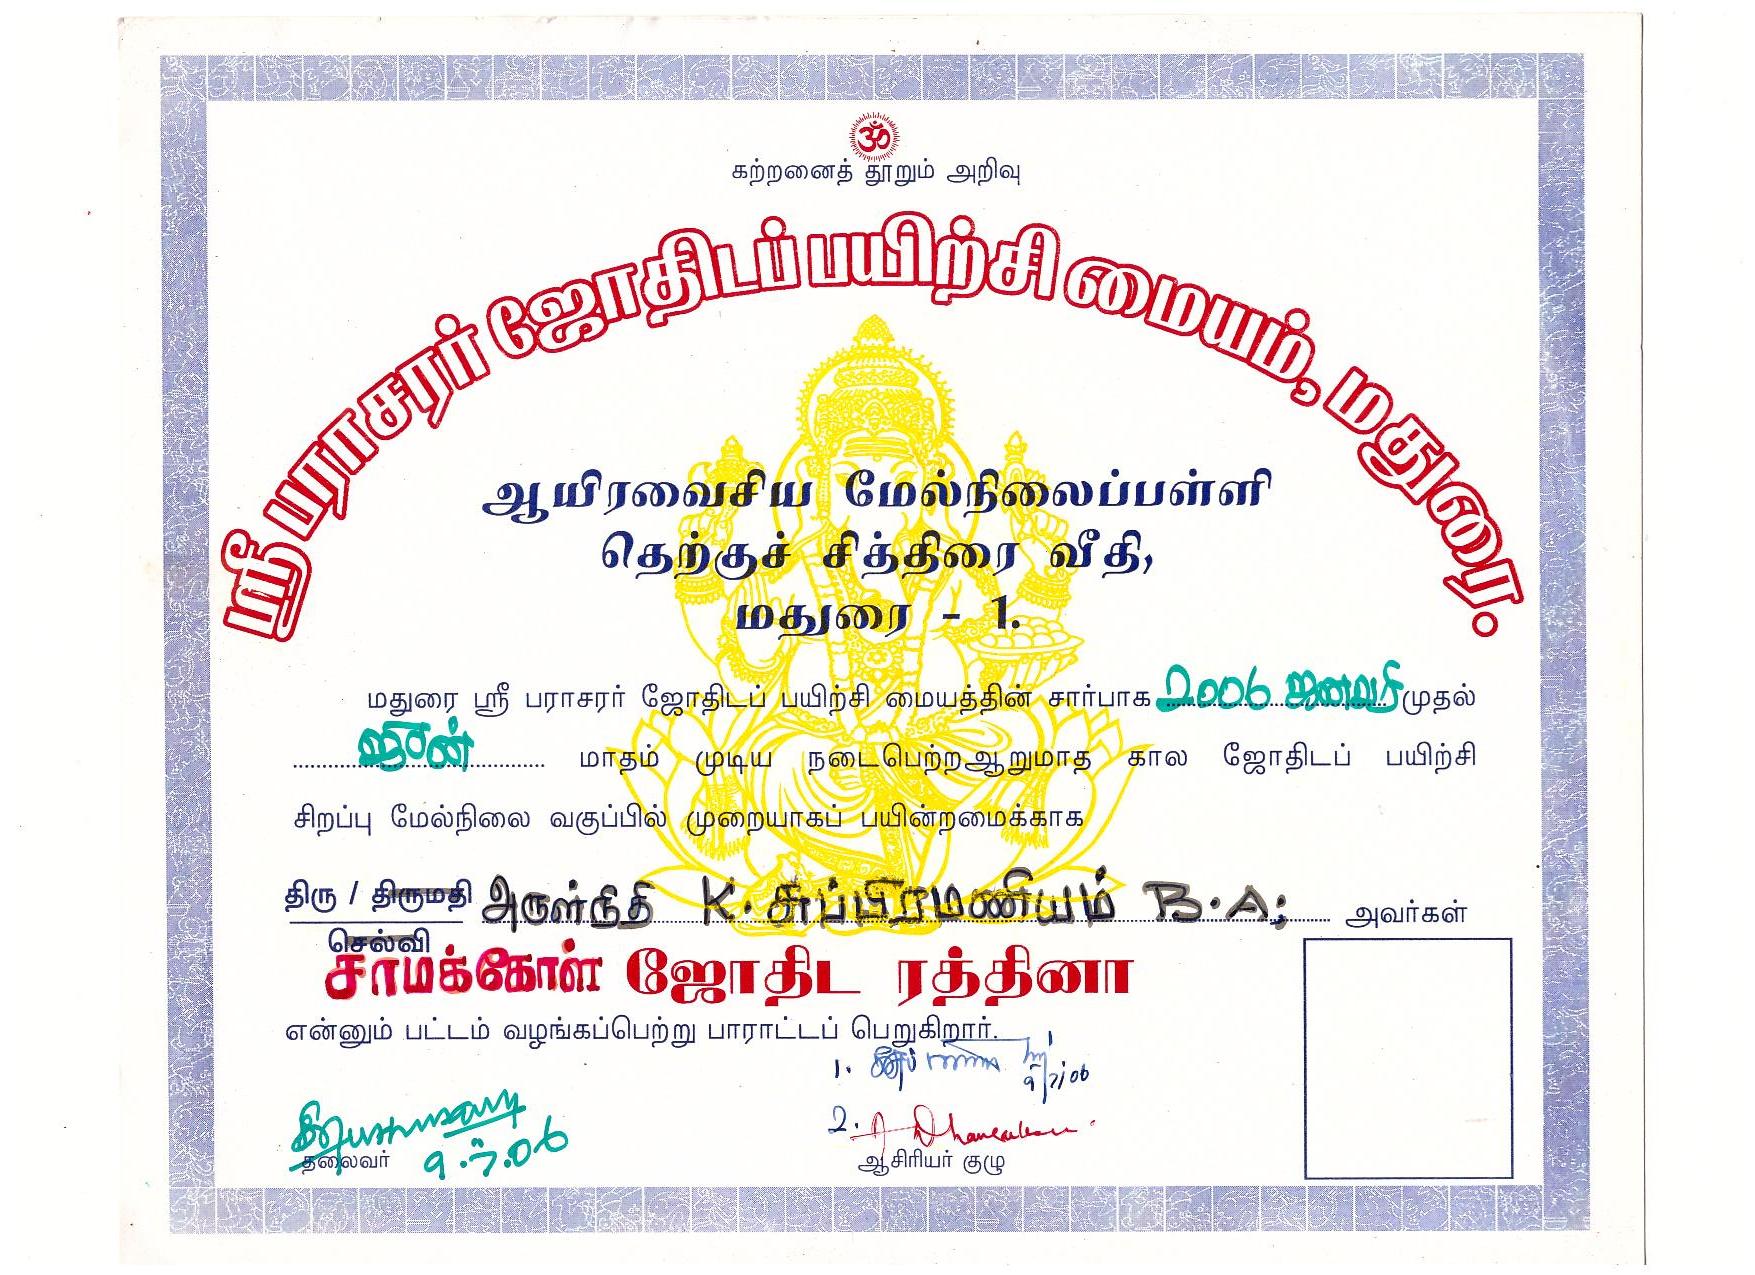 ॐ
கற்றனைத் தூறும் அறிவு
ஸ்ரீ பராசரர் ஜோதிடப் பயிற்சி மையம், மதுரை.
ஆயிரவைசிய மேல்நிலைப்பள்ளி
தெற்குச் சித்திரை வீதி,
மதுரை - 1.
மதுரை ஸ்ரீ பராசரர் ஜோதிடப் பயிற்சி மையத்தின் சார்பாக 2006 ஜனவரி முதல்
ஜூன் மாதம் முடிய நடைபெற்றஆறுமாத கால ஜோதிடப் பயிற்சி
சிறப்பு மேல்நிலை வகுப்பில் முறையாகப் பயின்றமைக்காக
திரு / திருமதி அருள்நிதி K. சுப்பிரமணியம் B.A; அவர்கள்
செல்வி
சாமக்கோள் ஜோதிட ரத்தினா
என்னும் பட்டம் வழங்கப்பெற்று பாராட்டப் பெறுகிறார்.
1. 9/7/06
2.
9.7.06
தலைவர் ஆசிரியர் குழு